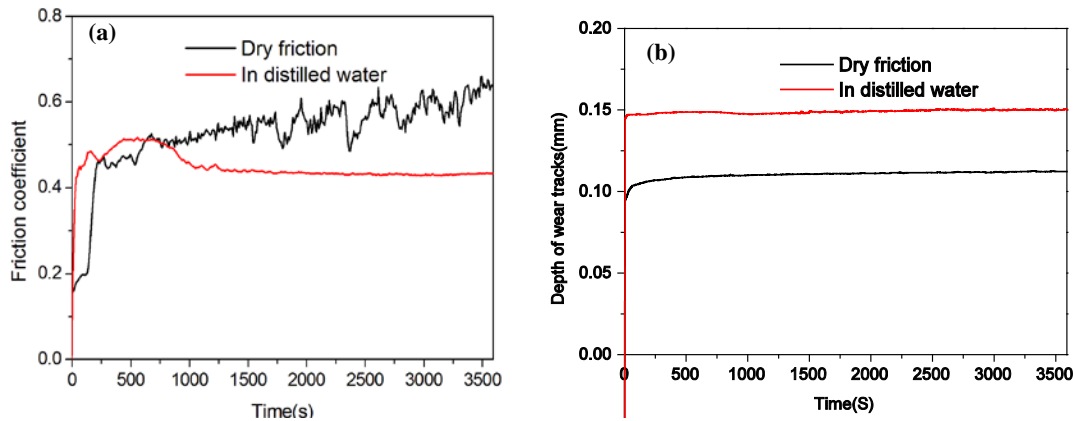 (a)
Dry friction
In distilled water
Friction coefficient
0.8
0.6
0.4
0.2
0.0
0 500 1000 1500 2000 2500 3000 3500
Time(s)
(b)
Dry friction
In distilled water
Depth of wear tracks(mm)
0.20
0.15
0.10
0.05
0.00
0 500 1000 1500 2000 2500 3000 3500
Time(S)